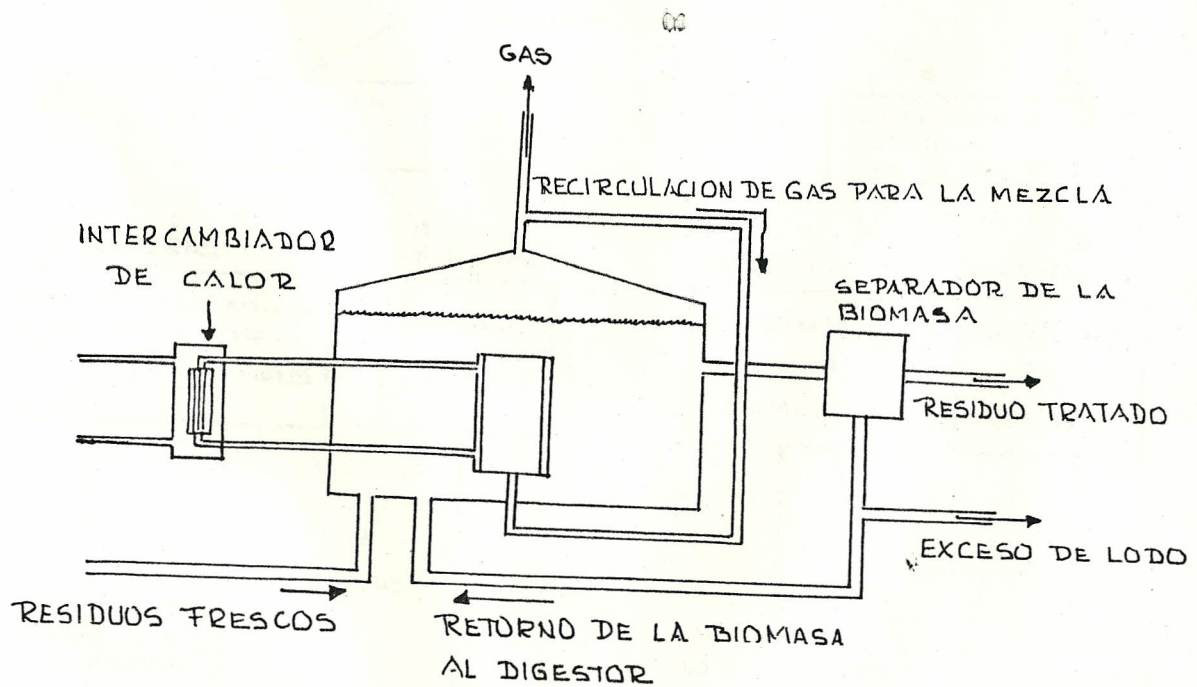 GAS
RECIRCULACION DE GAS PARA LA MEZCLA
INTERCAMBIADOR
DE CALOR
SEPARADOR DE LA
BIOMASA
RESIDUO TRATADO
EXCESO DE LODO
RESIDUOS FRESCOS
RETORNO DE LA BIOMASA
AL DIGESTOR